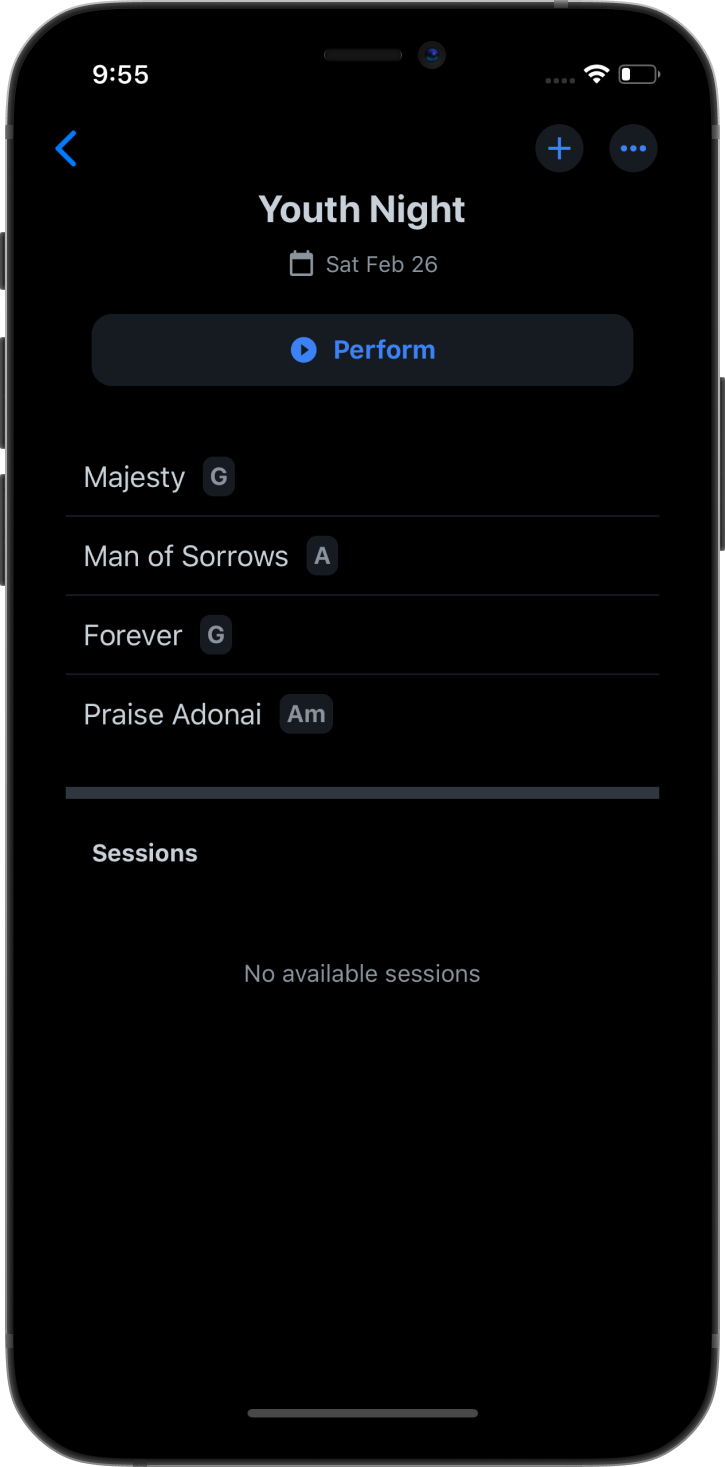 9:55
Youth Night
Sat Feb 26
Perform
Majesty G
Man of Sorrows A
Forever G
Praise Adonai Am
Sessions
No available sessions